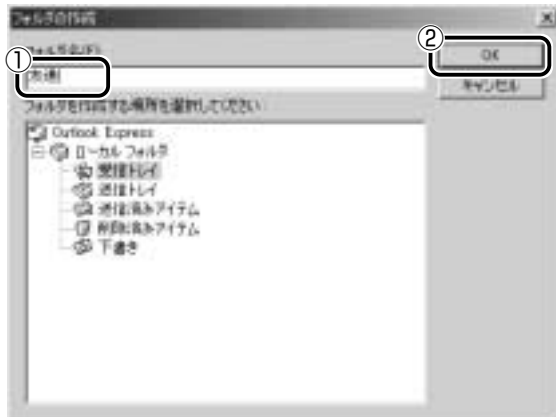 フォルダの作成
②
フォルダ名(F)
OK
①
友達
キャンセル
フォルダを作成する場所を選択してください
Outlook Express
ローカル フォルダ
受信トレイ
送信トレイ
送信済みアイテム
削除済みアイテム
下書き